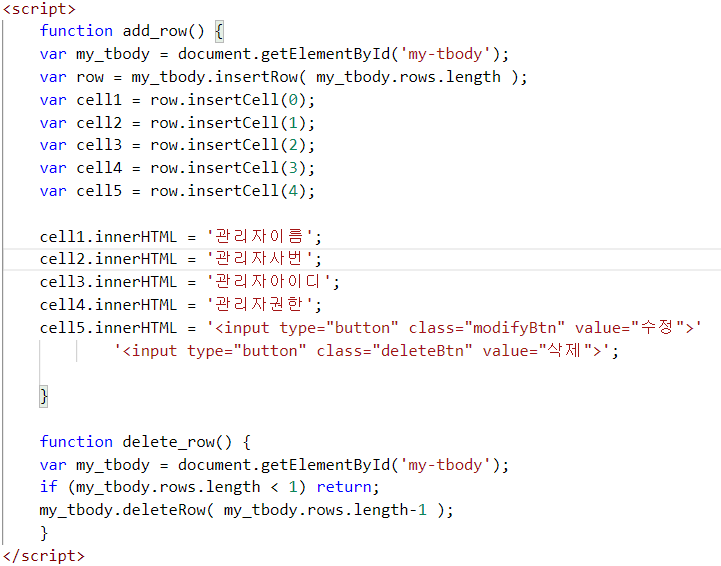 <script>
function add_row() {
var my_tbody = document.getElementById('my-tbody');
var row = my_tbody.insertRow( my_tbody.rows.length );
var cell1 = row.insertCell(0);
var cell2 = row.insertCell(1);
var cell3 = row.insertCell(2);
var cell4 = row.insertCell(3);
var cell5 = row.insertCell(4);
cell1.innerHTML = '관리자이름';
cell2.innerHTML = '관리자사번';
cell3.innerHTML = '관리자아이디';
cell4.innerHTML = '관리자권한';
cell5.innerHTML = '<input type="button" class="modifyBtn" value="수정">'
'<input type="button" class="deleteBtn" value="삭제">';
}
function delete_row() {
var my_tbody = document.getElementById('my-tbody');
if (my_tbody.rows.length < 1) return;
my_tbody.deleteRow( my_tbody.rows.length-1 );
}
</script>